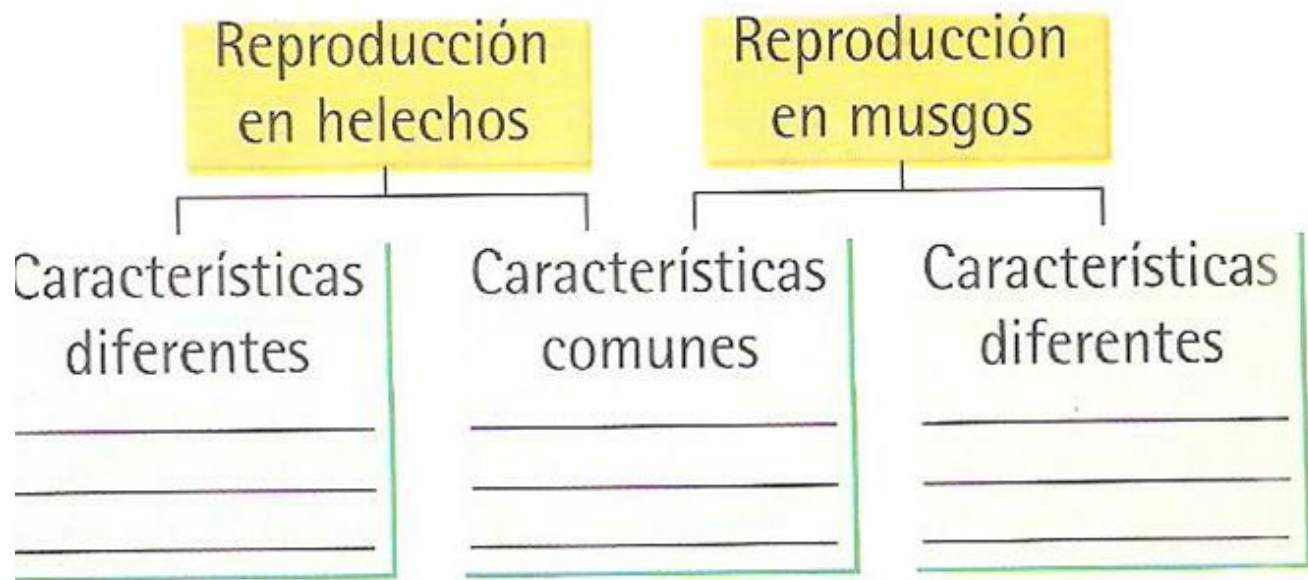 Reproducción
en helechos
Reproducción
en musgos
Características
diferentes
Características
comunes
Características
diferentes